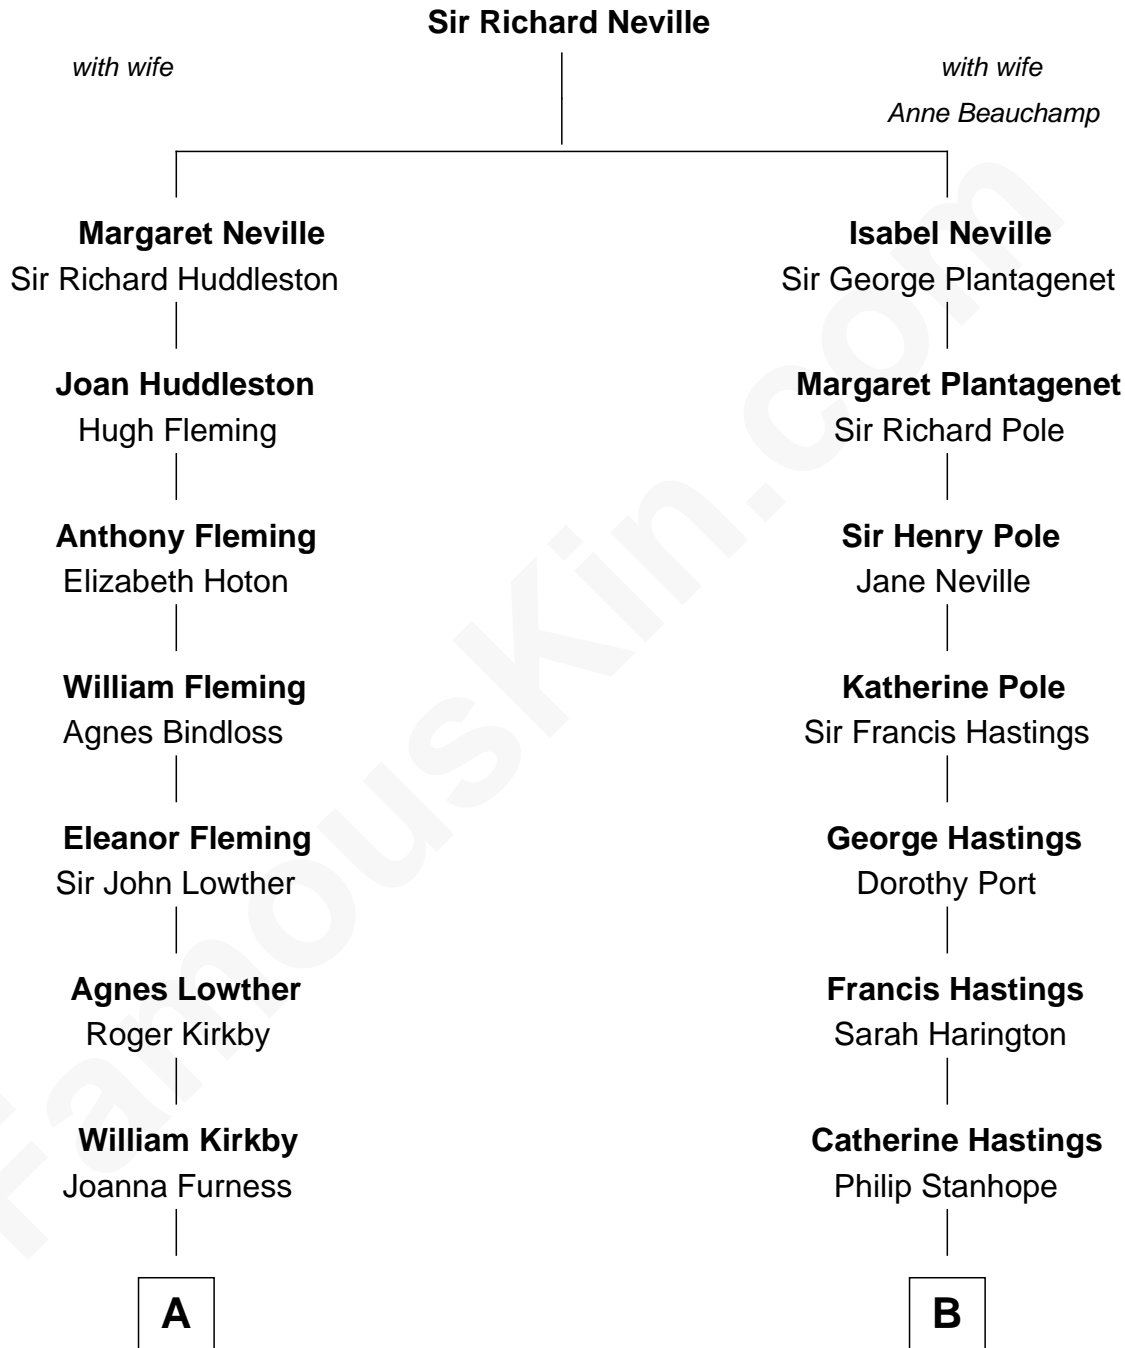 Sir Richard Neville
with wife
with wife
Anne Beauchamp
Margaret Neville
Sir Richard Huddleston
Isabel Neville
Sir George Plantagenet
Joan Huddleston
Hugh Fleming
Margaret Plantagenet
Sir Richard Pole
Anthony Fleming
Elizabeth Hoton
Sir Henry Pole
Jane Neville
William Fleming
Agnes Bindloss
Katherine Pole
Sir Francis Hastings
Eleanor Fleming
Sir John Lowther
George Hastings
Dorothy Port
Agnes Lowther
Roger Kirkby
Francis Hastings
Sarah Harington
William Kirkby
Joanna Furness
Catherine Hastings
Philip Stanhope
A
B
FamousKin.com